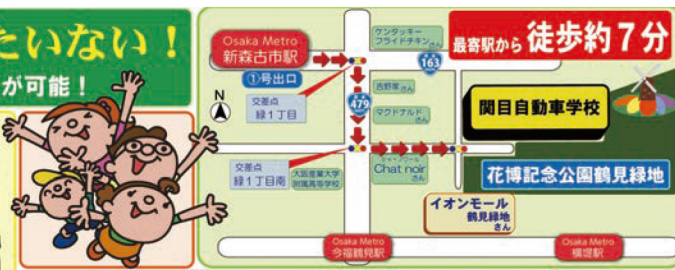 たいない！
が可能！
Osaka Metro
新森古市駅
①号出口
交差点
緑1丁目
N
ケンタッキー
フライドチキンさん
163
最寄駅から 徒歩約7分
吉野家さん
479
マクドナルドさん
関目自動車学校
交差点
緑1丁目南
大阪産業大学
附属高等学校
Chat noir
さん
花博記念公園鶴見緑地
イオンモール
鶴見緑地
さん
Osaka Metro
今福鶴見駅
Osaka Metro
横堤駅